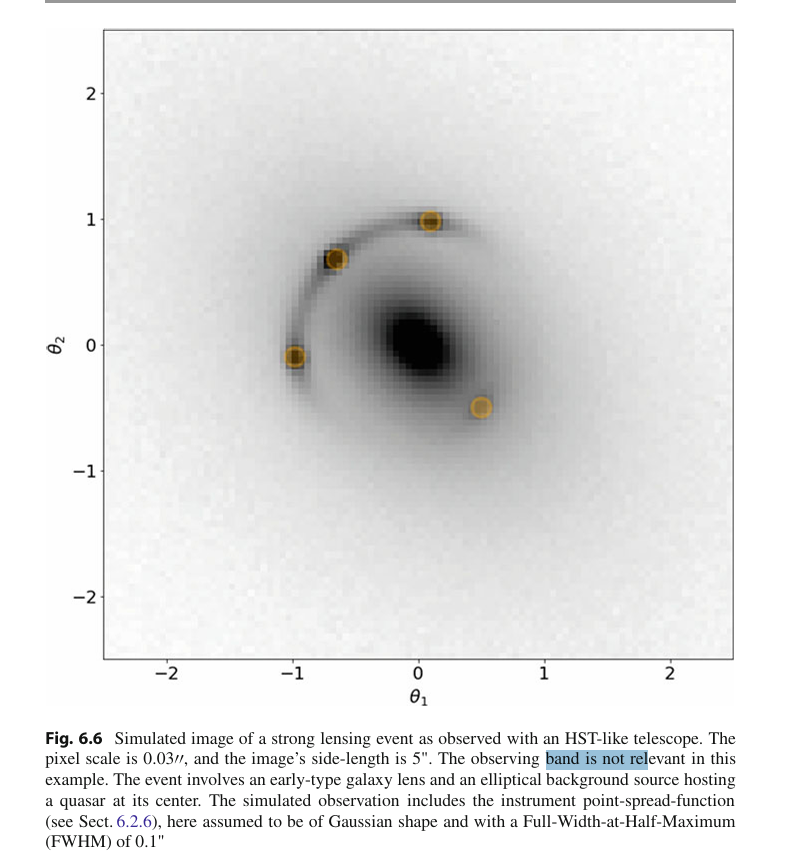 2
1
0
−1
−2
θ2
−2
−1
0
1
2
θ1
Fig. 6.6 Simulated image of a strong lensing event as observed with an HST-like telescope. The
pixel scale is 0.03′′, and the image's side-length is 5". The observing band is not relevant in this
example. The event involves an early-type galaxy lens and an elliptical background source hosting
a quasar at its center. The simulated observation includes the instrument point-spread-function
(see Sect. 6.2.6), here assumed to be of Gaussian shape and with a Full-Width-at-Half-Maximum
(FWHM) of 0.1"